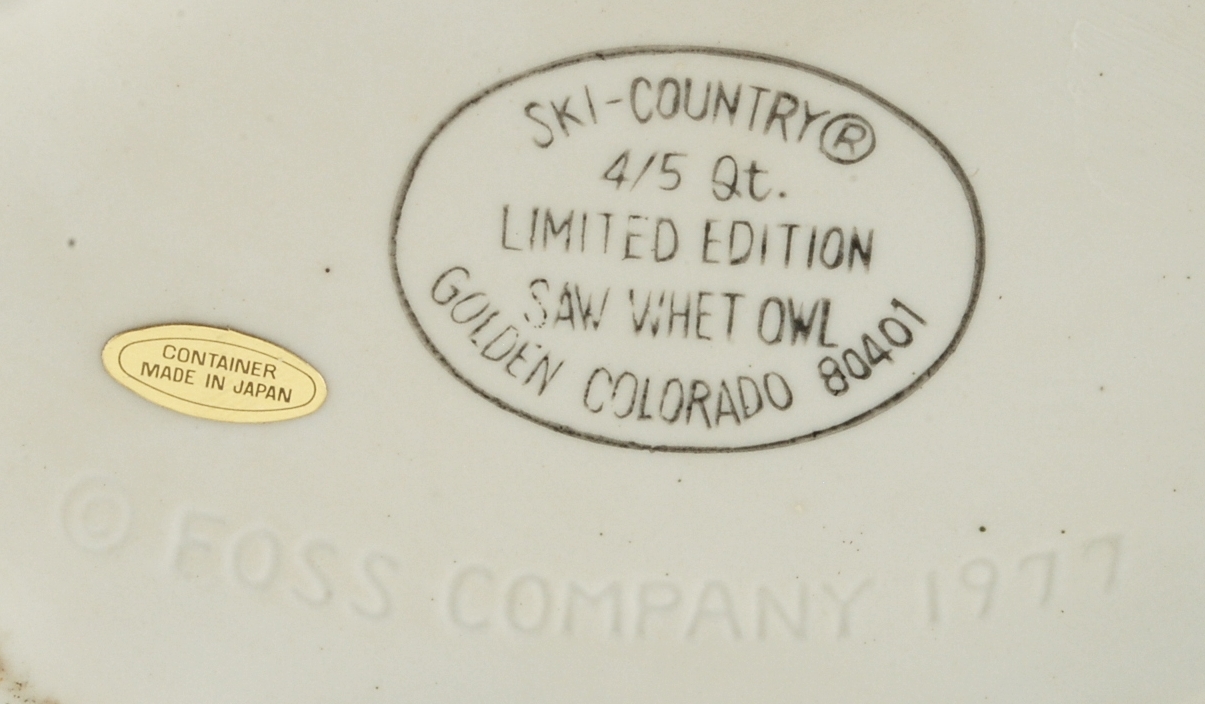 SKI-COUNTRY®
4/5 Qt.
LIMITED EDITION
SAW WHET OWL
GOLDEN COLORADO 80401
CONTAINER
MADE IN JAPAN
© FOSS COMPANY 1977